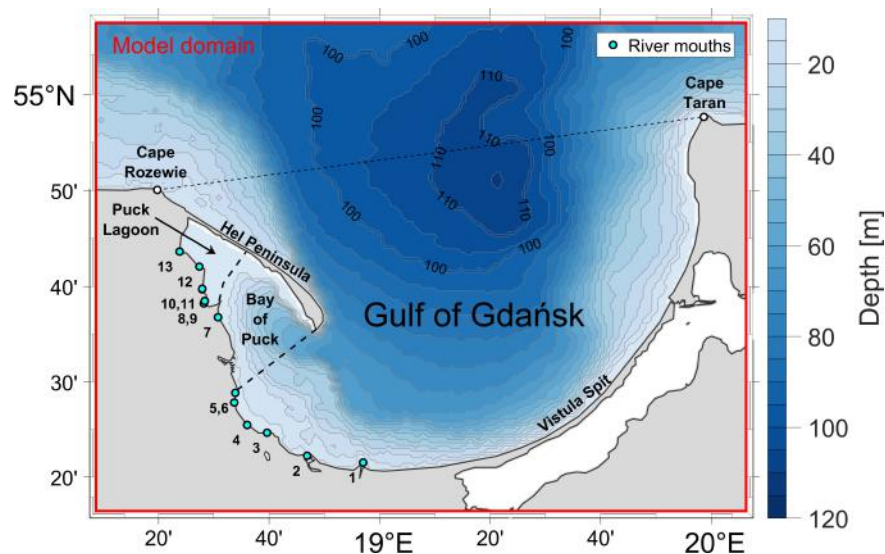 Model domain
River mouths
100
100
100
110
100
110
110
110
100
100
100
Cape
Taran
Cape
Rozewie
Puck
Lagoon
Hel Peninsula
Bay
of
Puck
Gulf of Gdańsk
Vistula Spit
13
12
10,11
8,9
7
5,6
4
3
2
1
55°N
50'
40'
30'
20'
20'
40'
19°E
20'
40'
20°E
20
40
60
80
100
120
Depth [m]